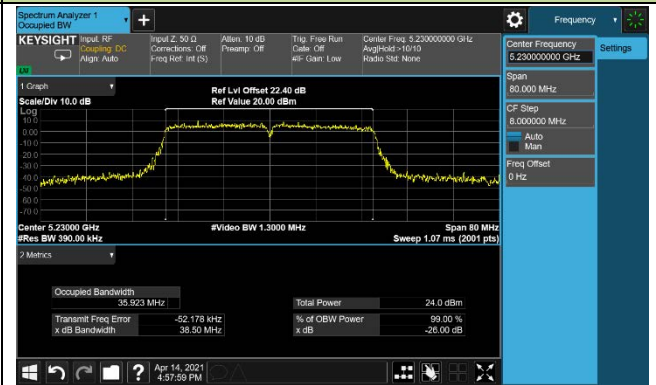 Spectrum Analyzer 1
Occupied BW
+
Frequency
KEYSIGHT
Input: RF
Coupling: DC
Align: Auto
Input Z: 50 Ω
Corrections: Off
Freq Ref: Int (S)
Atten: 10 dB
Preamp: Off
Trig: Free Run
Gate: Off
#IF Gain: Low
Center Freq: 5.230000000 GHz
Avg|Hold:>10/10
Radio Std: None
Center Frequency
5.230000000 GHz
Settings
Span
80.000 MHz
CF Step
8.000000 MHz
Auto
Man
Freq Offset
0 Hz
1 Graph
Scale/Div 10.0 dB
Ref Lvl Offset 22.40 dB
Ref Value 20.00 dBm
Log
10.0
0.00
-10.0
-20.0
-30.0
-40.0
-50.0
-60.0
-70.0
Center 5.23000 GHz
#Video BW 1.3000 MHz
Span 80 MHz
#Res BW 390.00 kHz
Sweep 1.07 ms (2001 pts)
2 Metrics
Occupied Bandwidth
35.923 MHz
Total Power
24.0 dBm
Transmit Freq Error
-52.178 kHz
% of OBW Power
99.00 %
x dB Bandwidth
38.50 MHz
x dB
-26.00 dB
?
Apr 14, 2021
4:57:59 PM